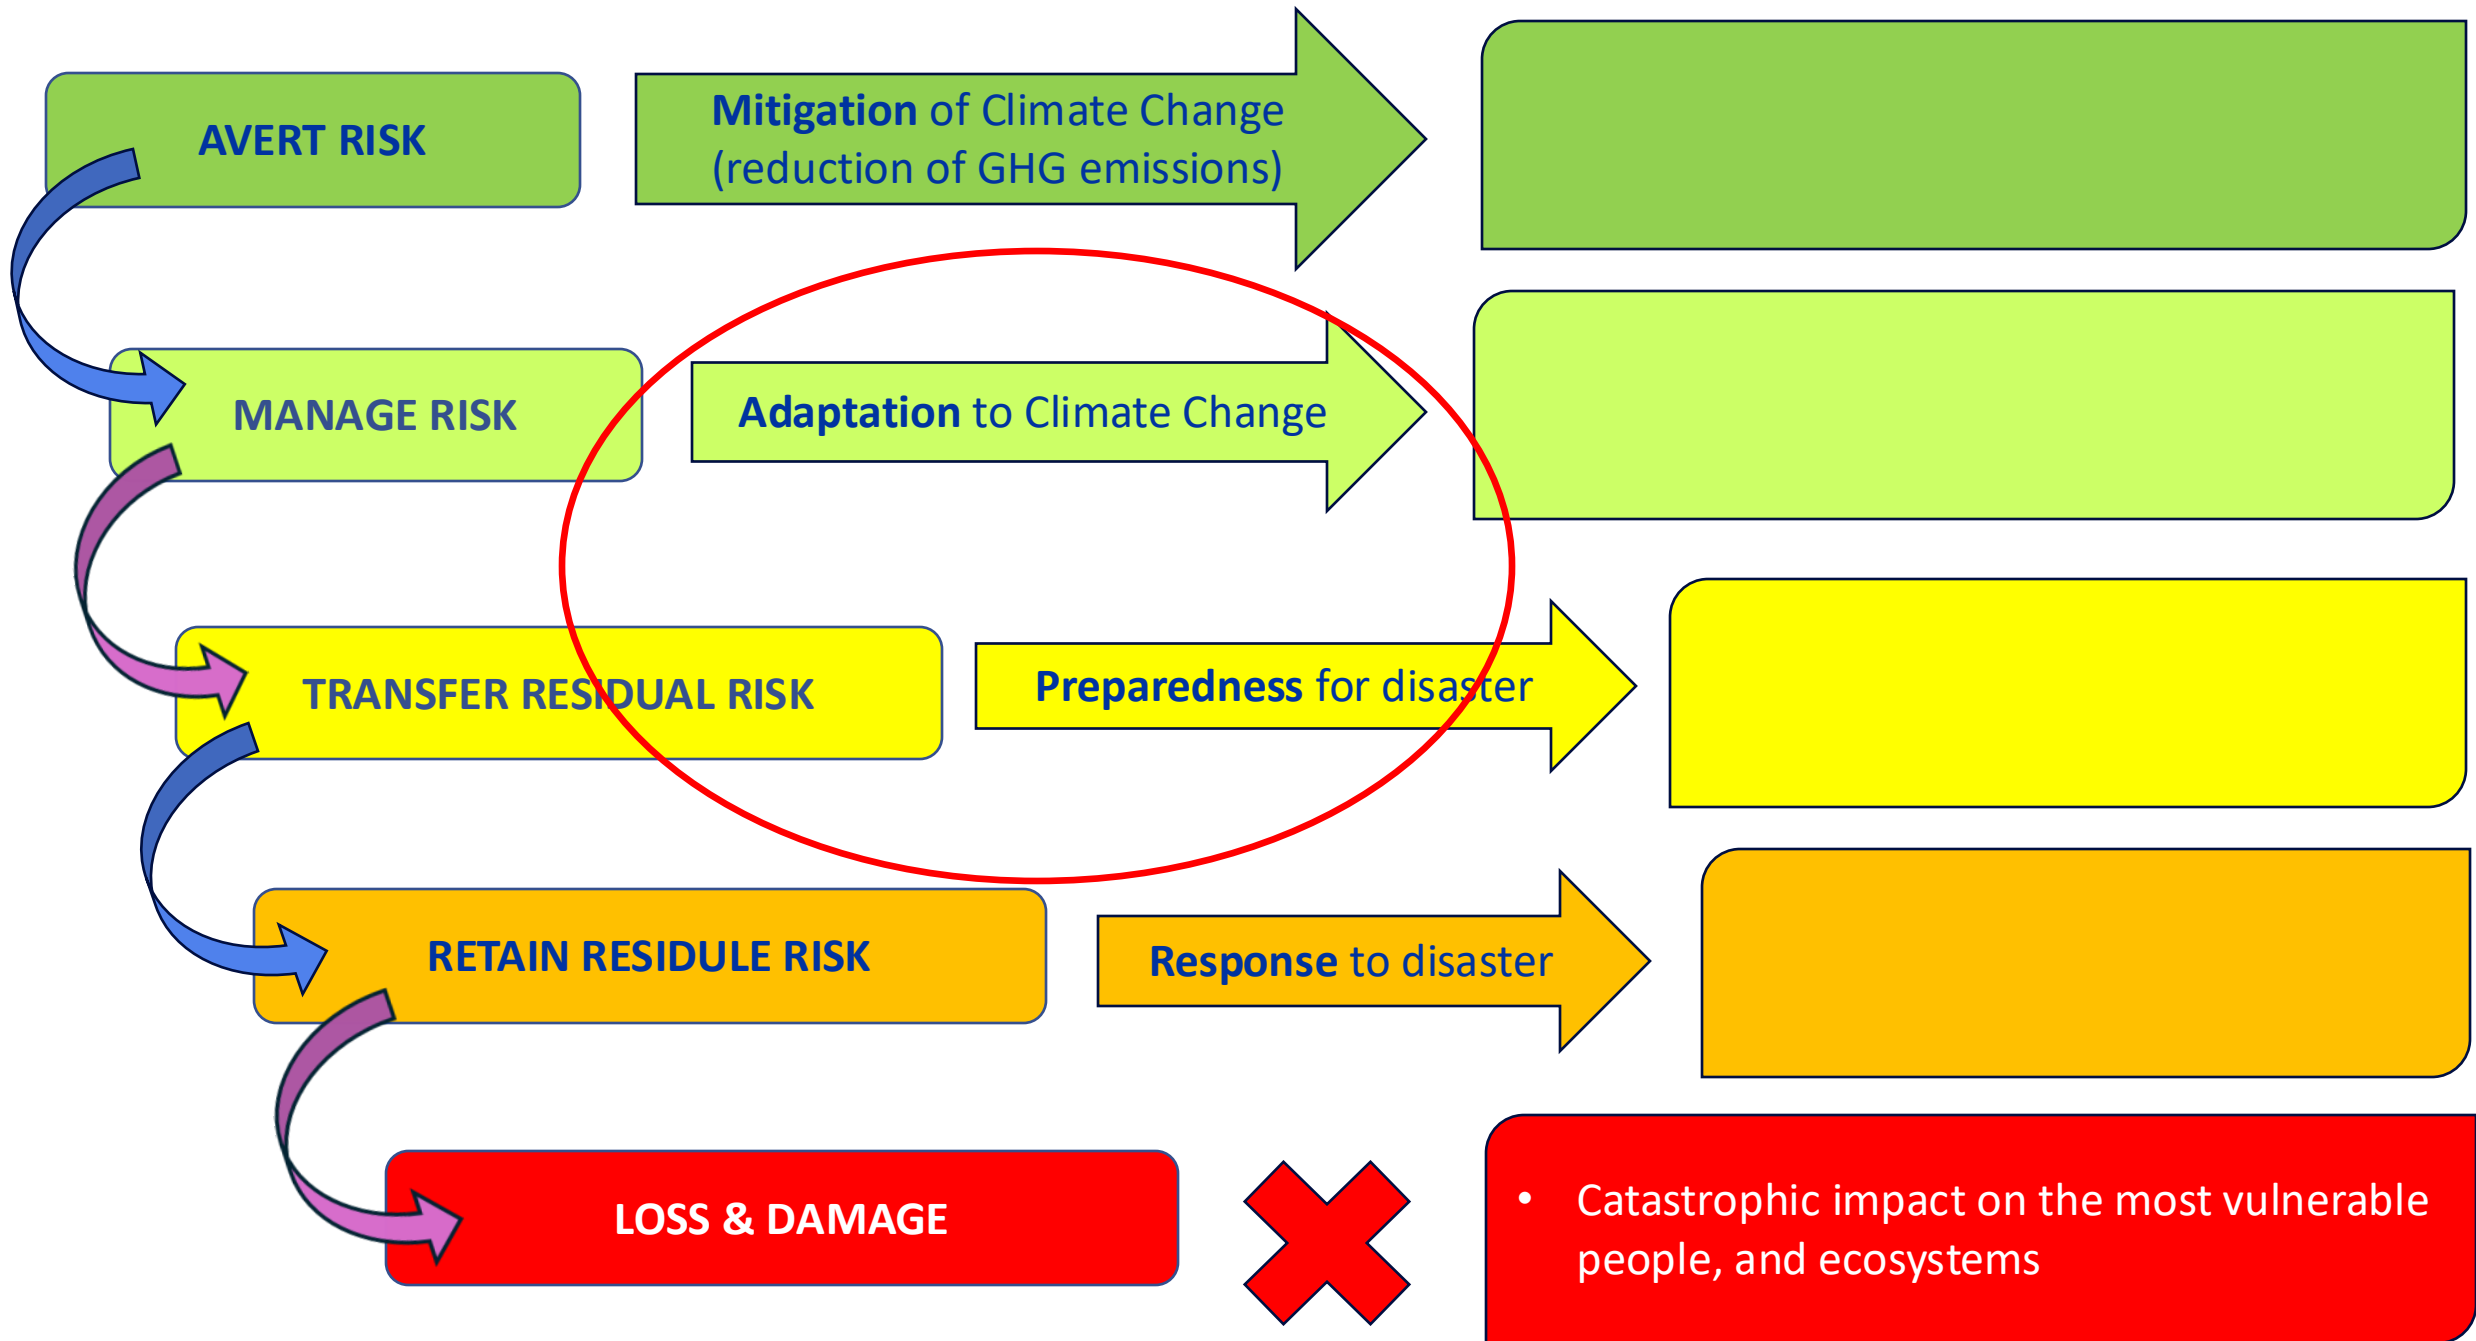 AVERT RISK
Mitigation of Climate Change
(reduction of GHG emissions)
MANAGE RISK
Adaptation to Climate Change
TRANSFER RESIDUAL RISK
Preparedness for disaster
RETAIN RESIDULE RISK
Response to disaster
LOSS & DAMAGE
• Catastrophic impact on the most vulnerable
people, and ecosystems